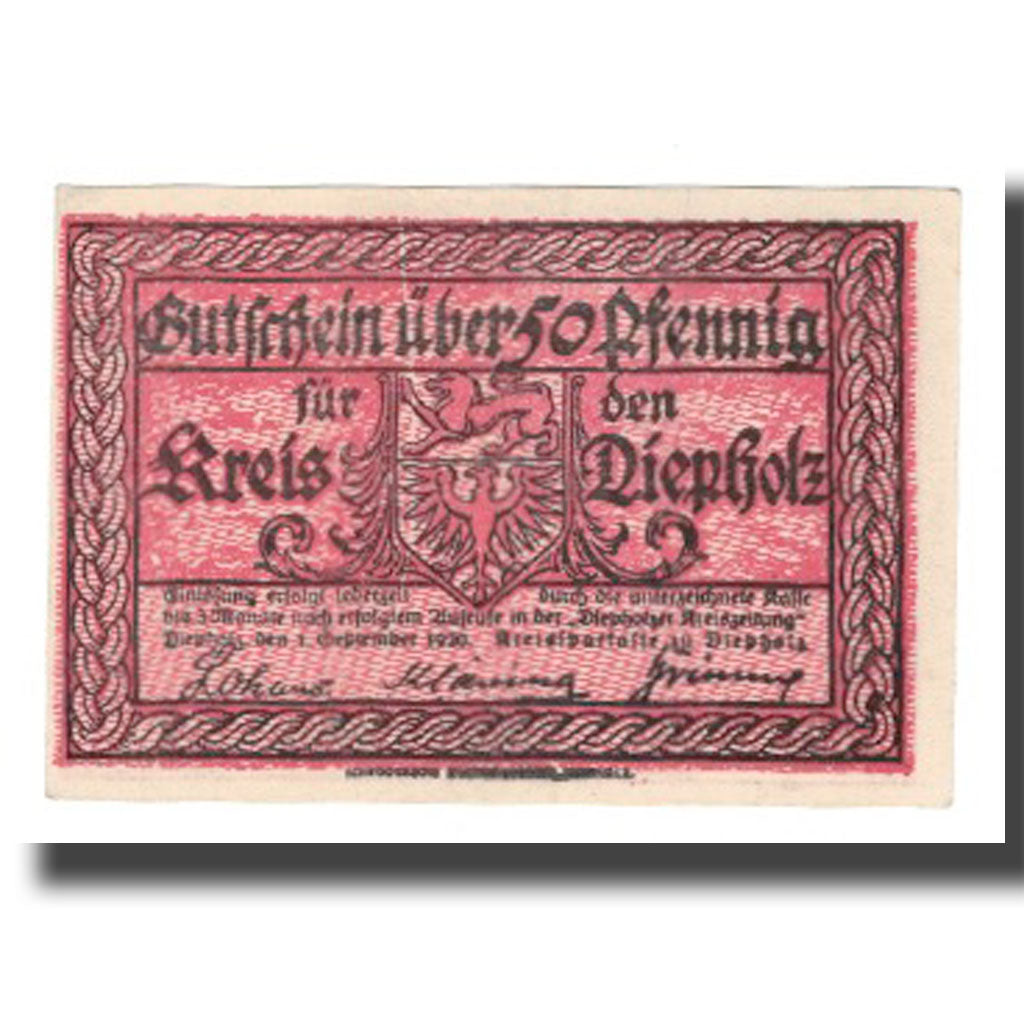 Gutschein über 50 Pfennig
für den
Kreis Diepholz
Einlösung erfolgt jederzeit durch die unterzeichnete Kasse
bis 3 Monate nach erfolgtem Aufrufe in der „Diepholzer Kreiszeitung“
Diepholz, den 1. September 1920. Kreissparkasse zu Diepholz